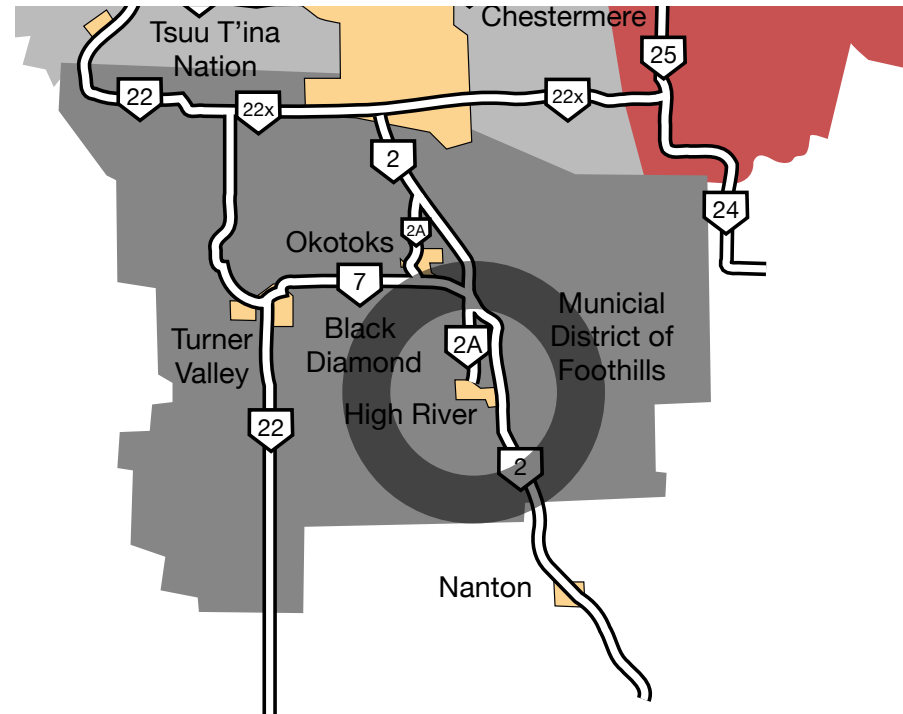 Chestermere
Tsuu T'ina
Nation
25
22
22x
22x
2
24
2A
Okotoks
7
Municial
District of
Foothills
Black
Diamond
Turner
Valley
2A
High River
22
2
Nanton